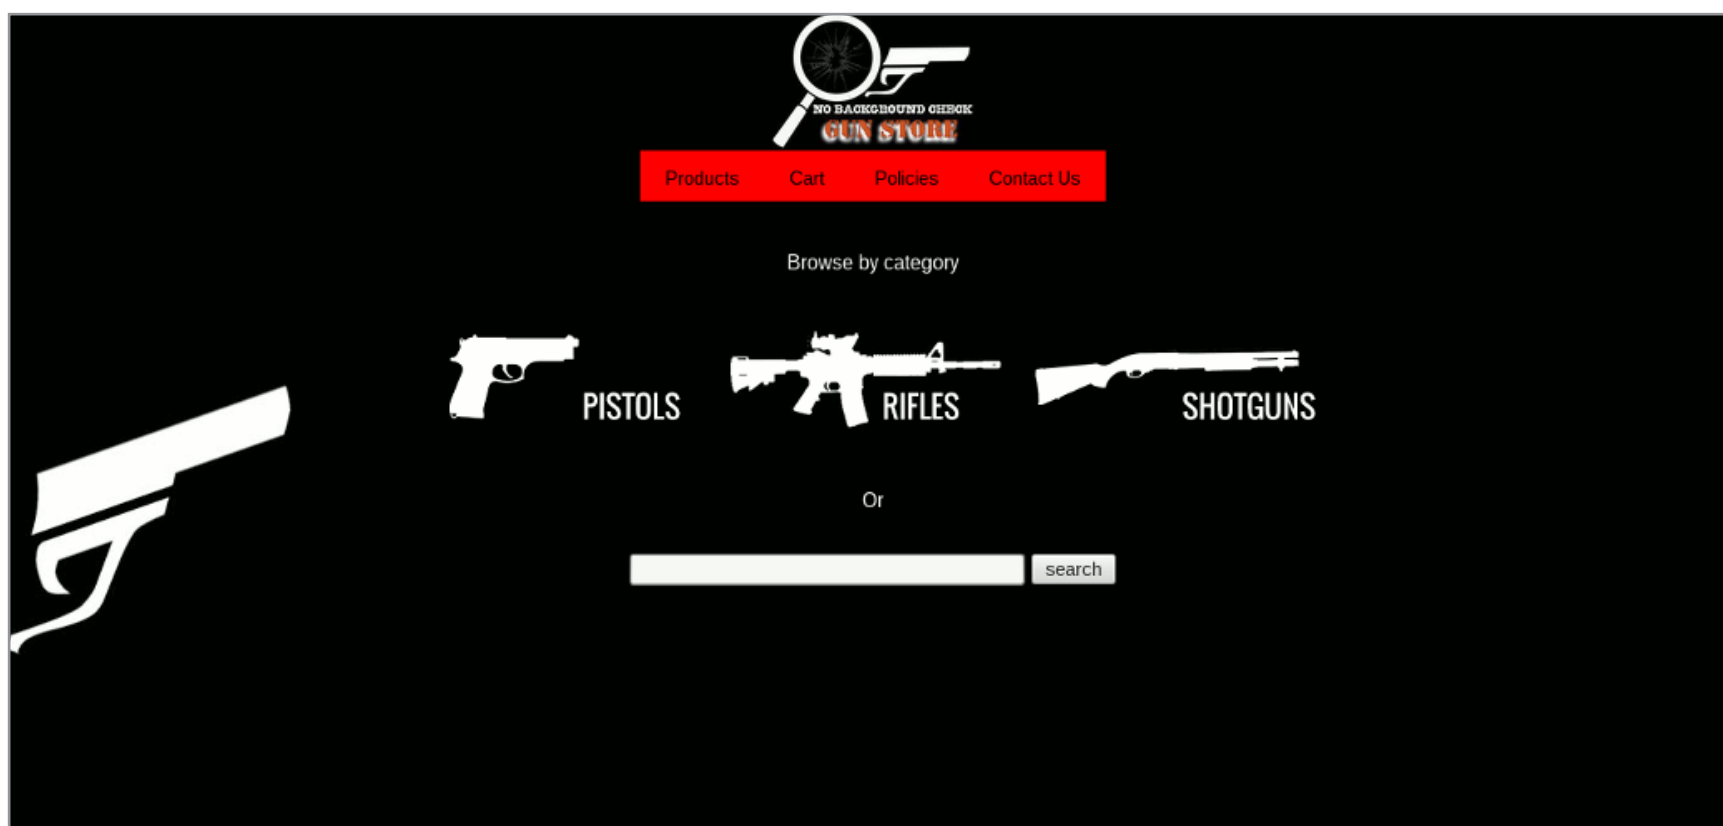 NO BACKGROUND CHECK
GUN STORE
Products Cart Policies Contact Us
Browse by category
PISTOLS RIFLES SHOTGUNS
Or
search